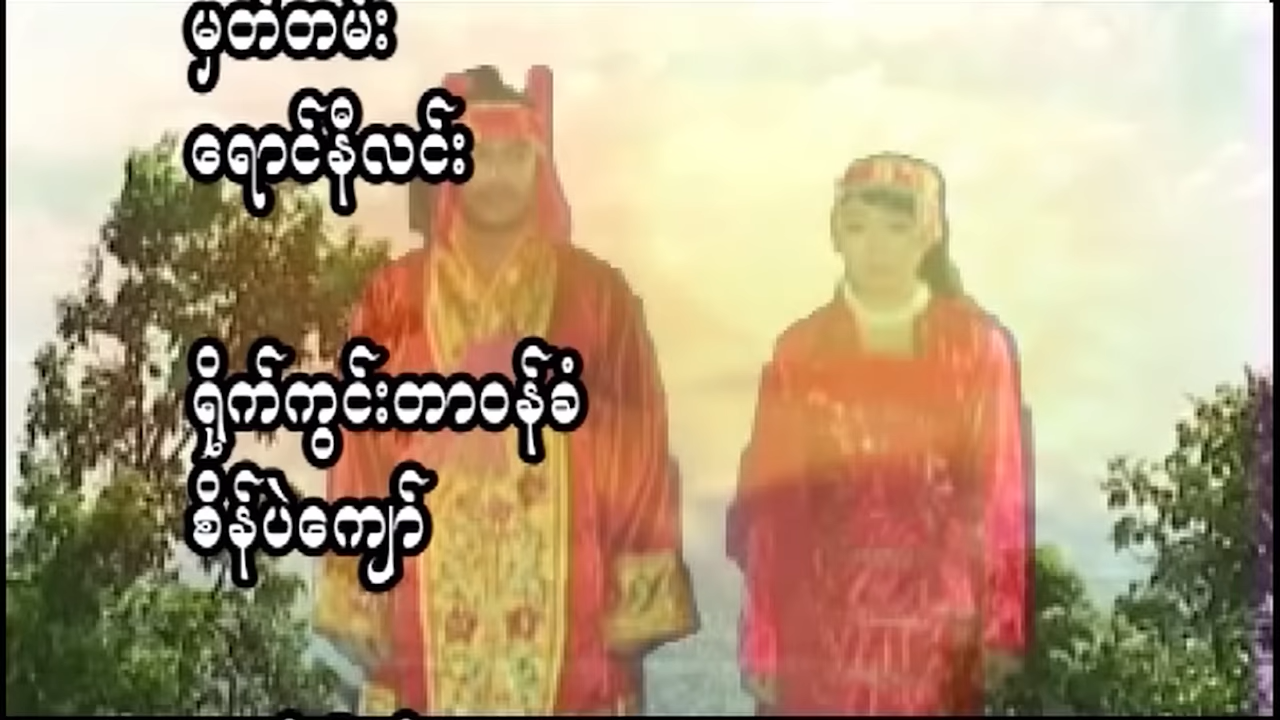 မှတ်တမ်း
ရောင်နီလင်း
ရိုက်ကွင်းတာဝန်ခံ
စိန်ပဲကျော်